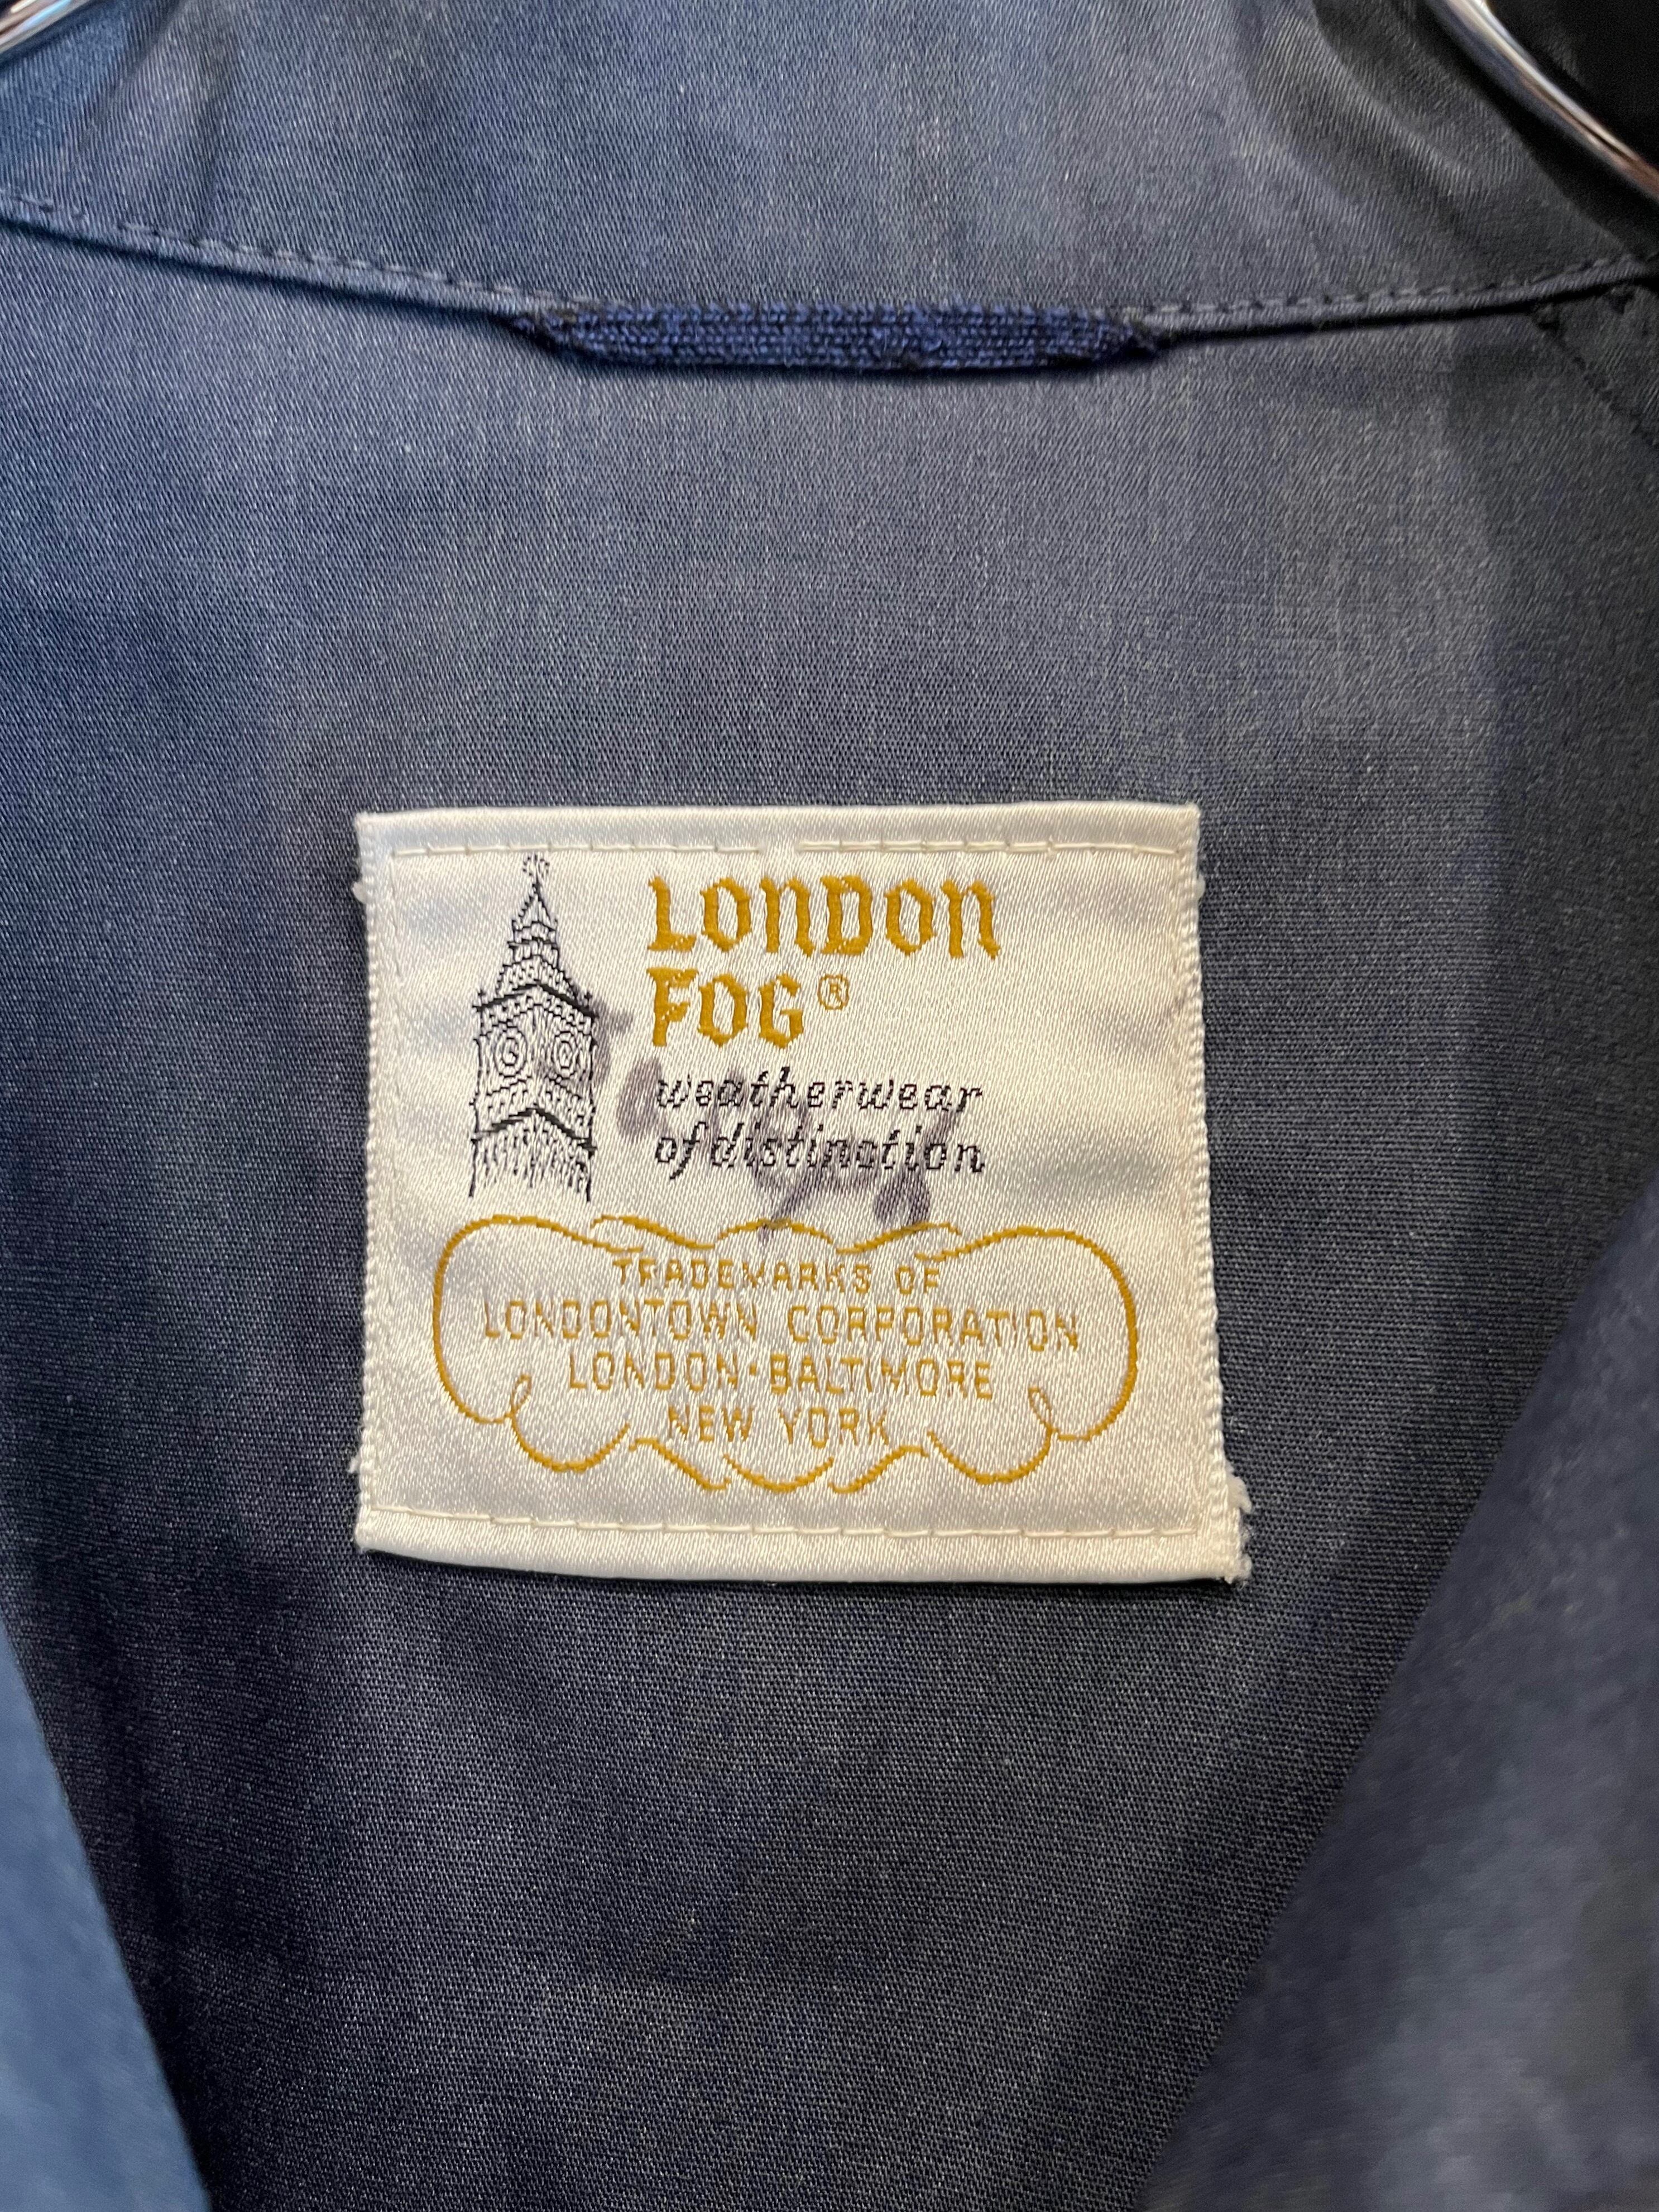 LONDON
FOG®
weatherwear
of distinction
TRADEMARKS OF
LONDONTOWN CORPORATION
LONDON-BALTIMORE
NEW YORK